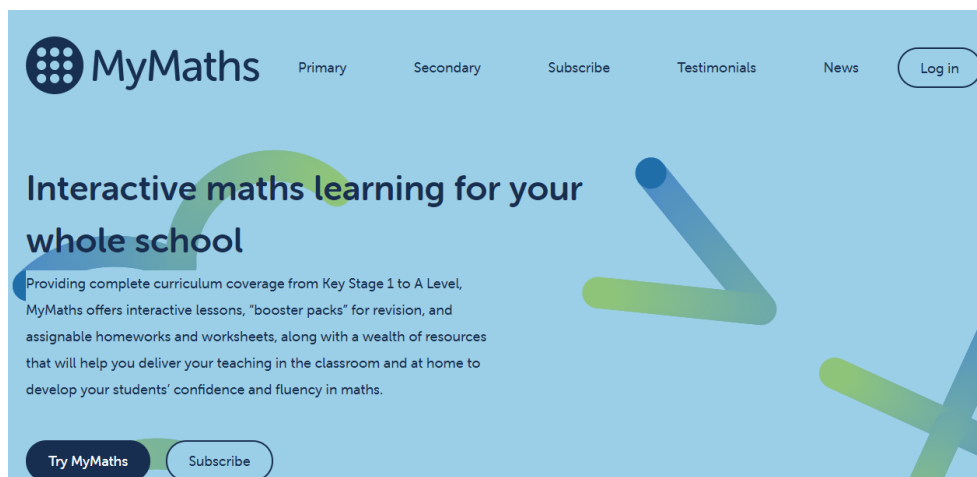 MyMaths Primary Secondary Subscribe Testimonials News Log in
Interactive maths learning for your
whole school
Providing complete curriculum coverage from Key Stage 1 to A Level,
MyMaths offers interactive lessons, "booster packs" for revision, and
assignable homeworks and worksheets, along with a wealth of resources
that will help you deliver your teaching in the classroom and at home to
develop your students’ confidence and fluency in maths.
Try MyMaths Subscribe